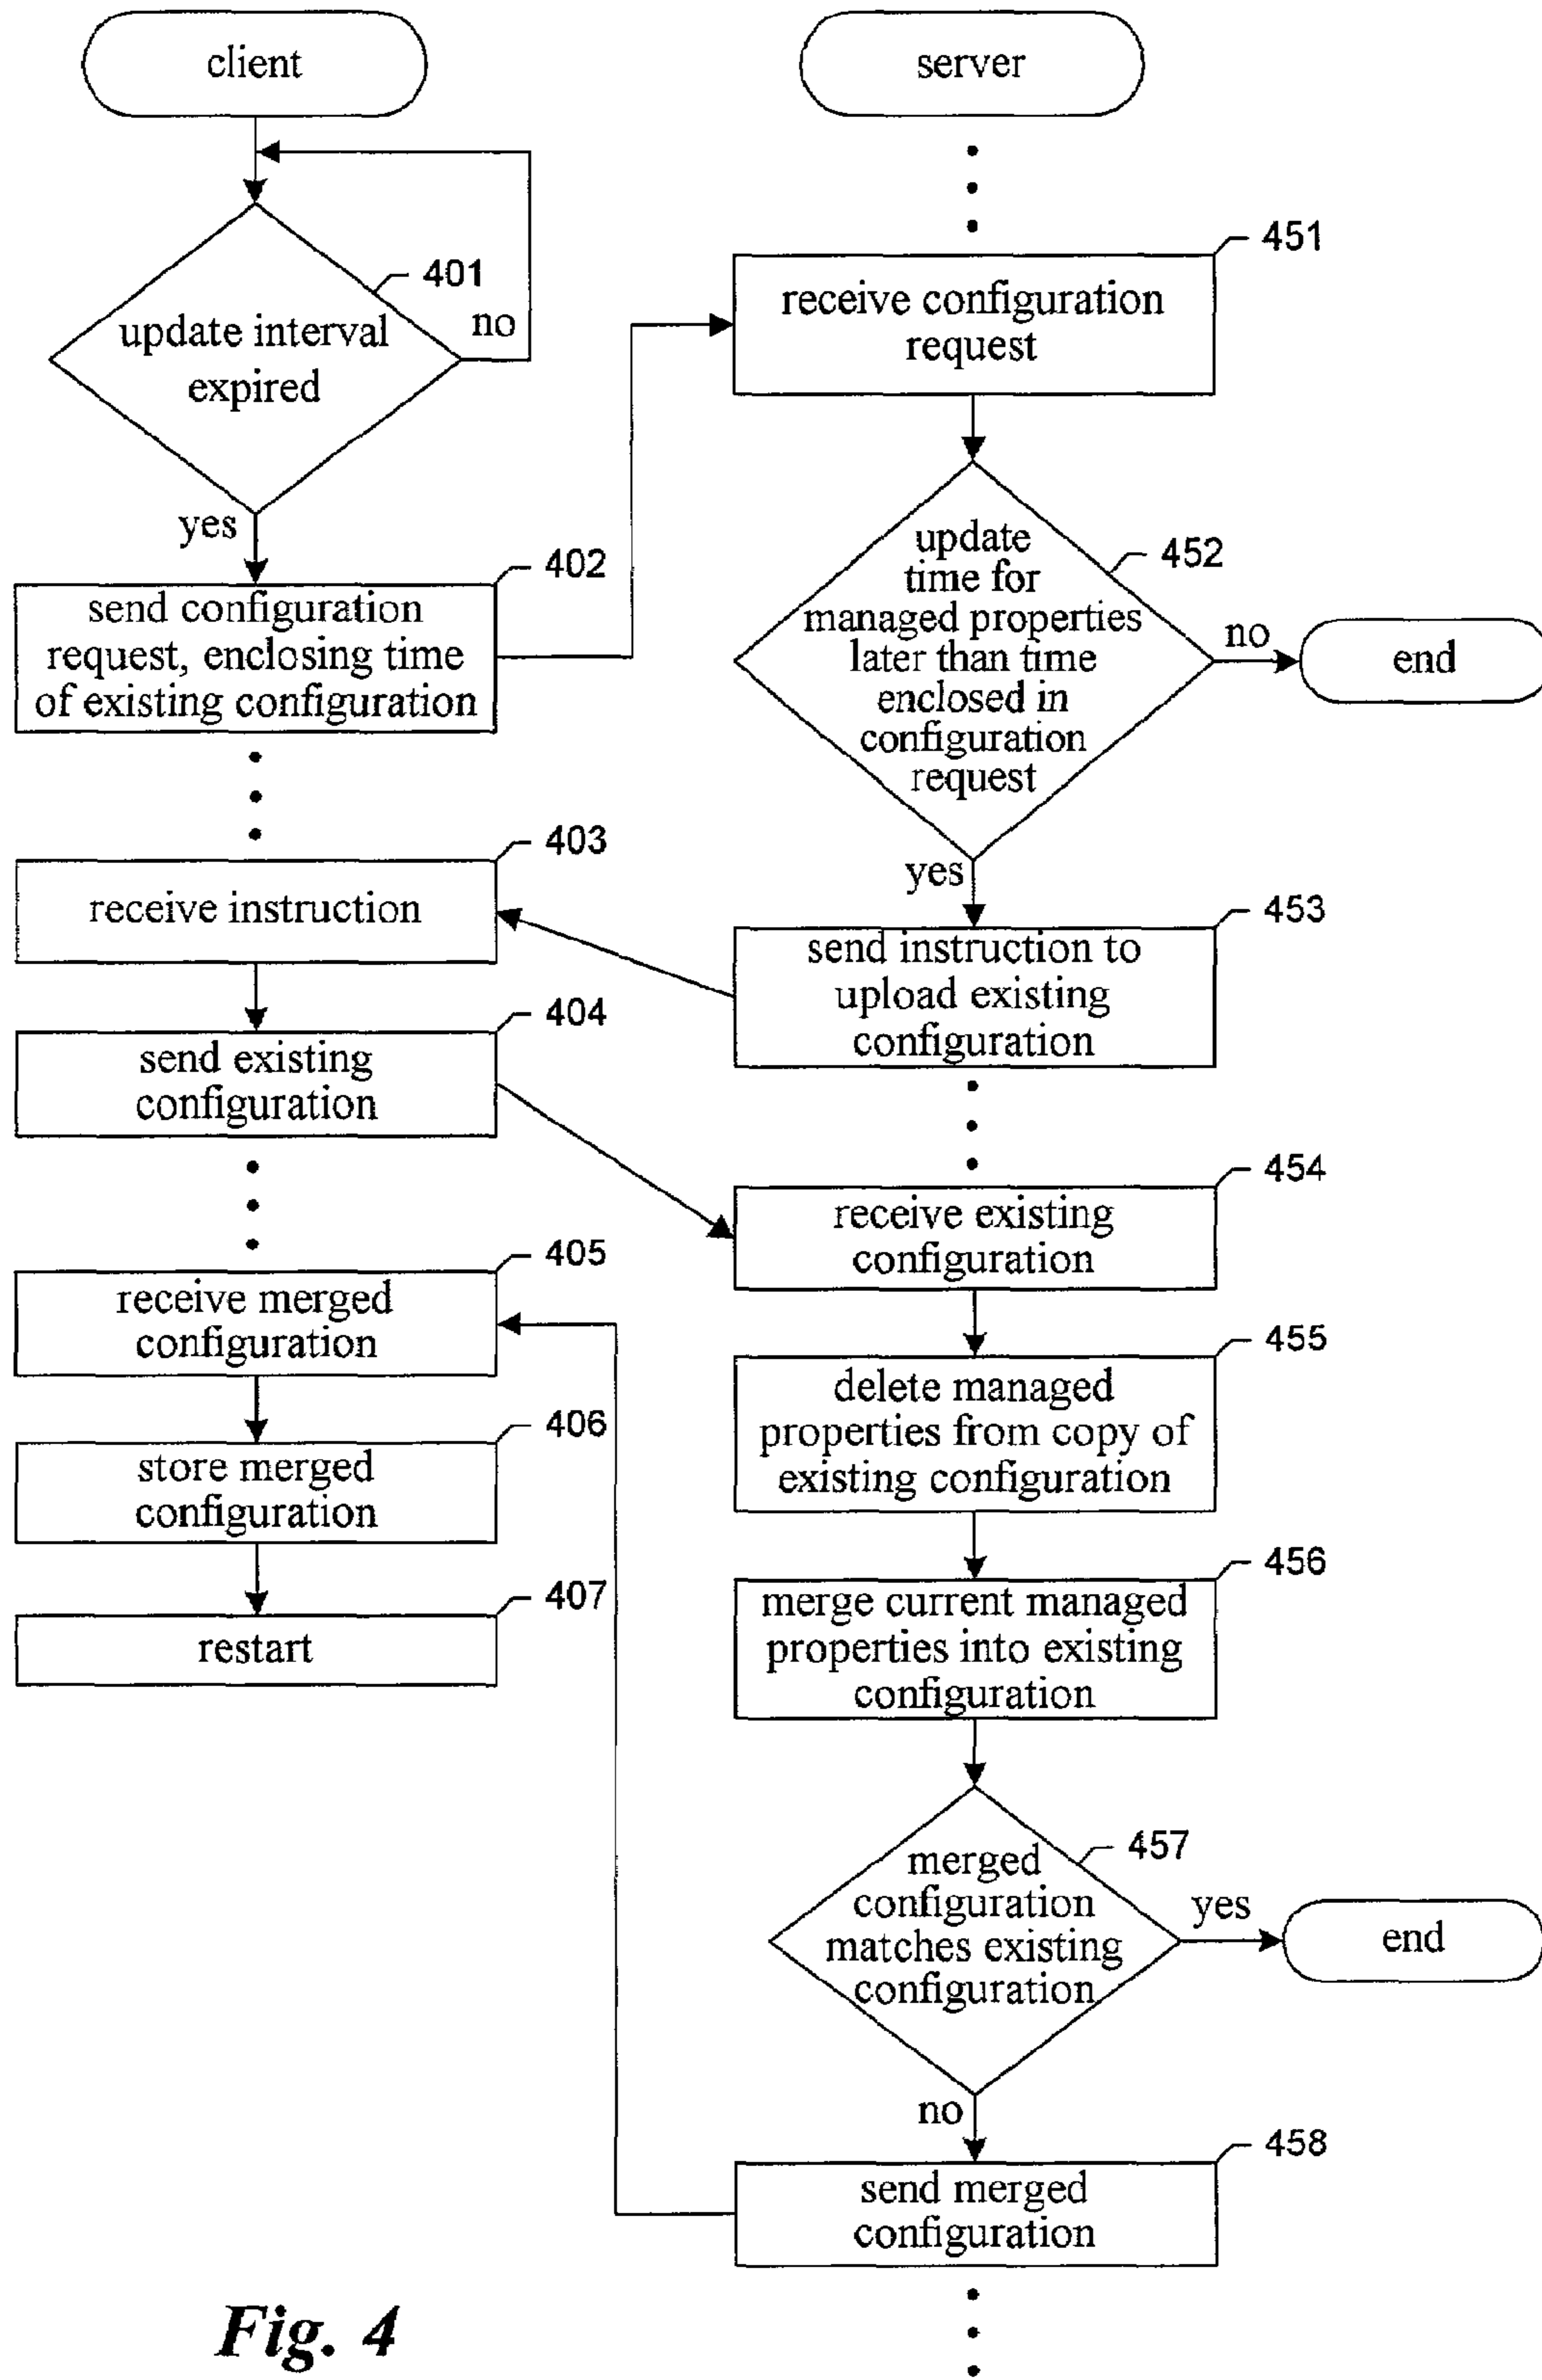 client
401
update interval
expired
no
yes
402
send configuration
request, enclosing time
of existing configuration
403
receive instruction
404
send existing
configuration
405
receive merged
configuration
406
store merged
configuration
407
restart
server
451
receive configuration
request
452
update
time for
managed properties
later than time
enclosed in
configuration
request
no
end
yes
453
send instruction to
upload existing
configuration
454
receive existing
configuration
455
delete managed
properties from copy of
existing configuration
456
merge current managed
properties into existing
configuration
457
merged
configuration
matches existing
configuration
yes
end
no
458
send merged
configuration
Fig. 4